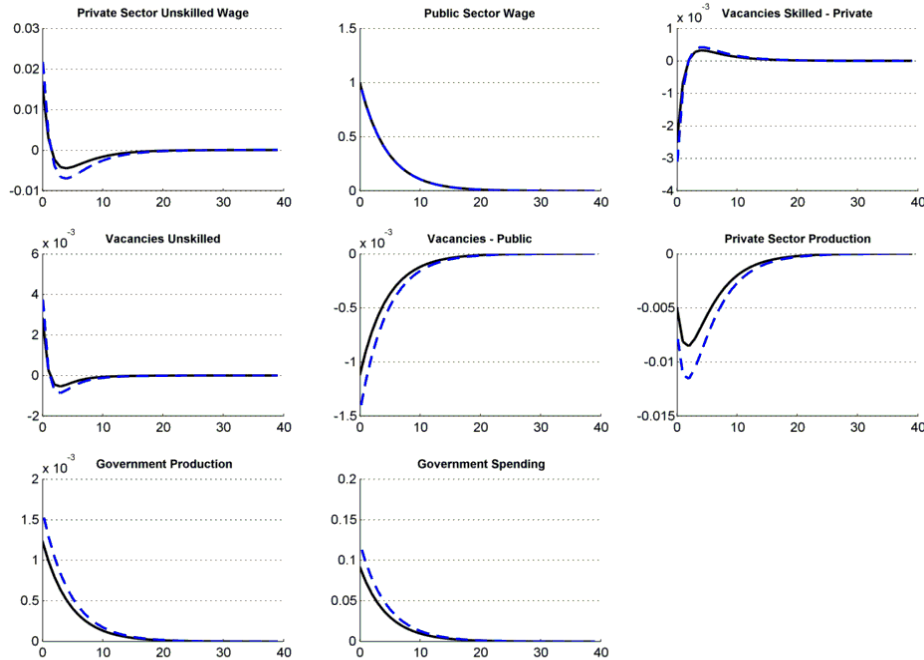 Private Sector Unskilled Wage
0.03
0.02
0.01
0
-0.01
0 10 20 30 40
Public Sector Wage
1.5
1
0.5
0
0 10 20 30 40
Vacancies Skilled - Private
x 10⁻³
1
0
-1
-2
-3
-4
0 10 20 30 40
Vacancies Unskilled
x 10⁻³
6
4
2
0
-2
0 10 20 30 40
Vacancies - Public
x 10⁻³
0
-0.5
-1
-1.5
0 10 20 30 40
Private Sector Production
0
-0.005
-0.01
-0.015
0 10 20 30 40
Government Production
x 10⁻³
2
1.5
1
0.5
0
0 10 20 30 40
Government Spending
0.2
0.15
0.1
0.05
0
0 10 20 30 40